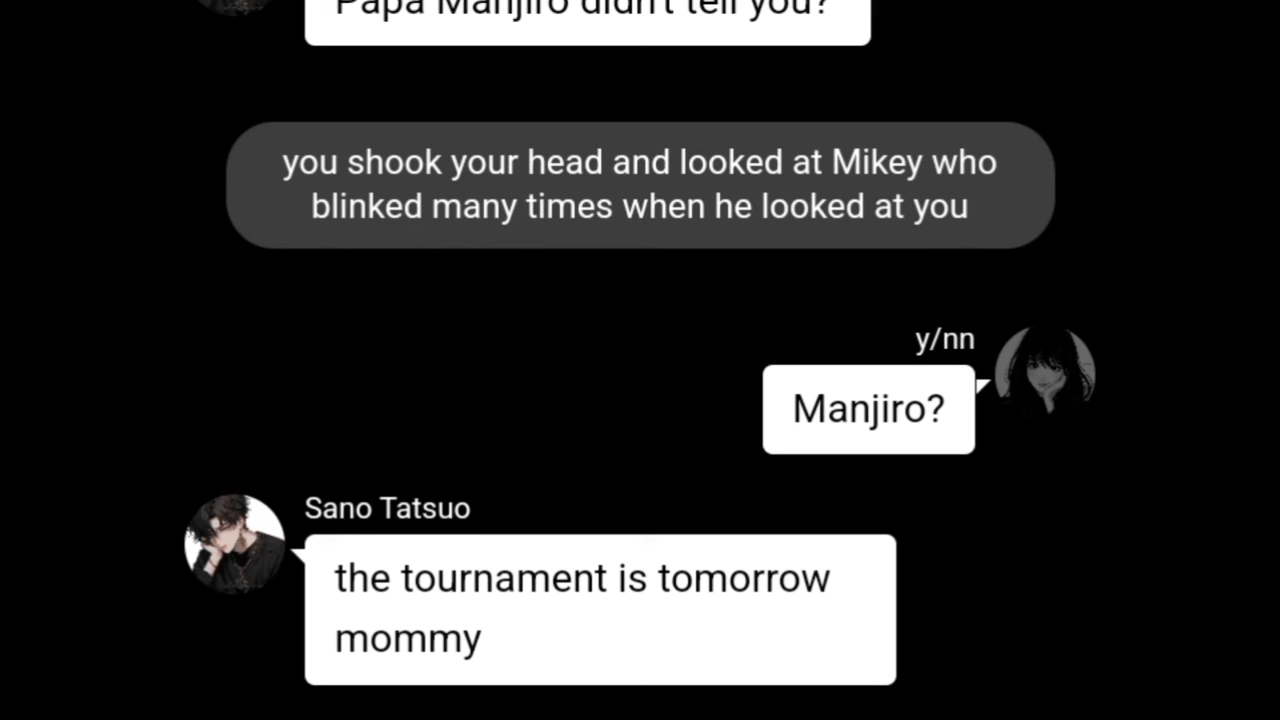 Papa Manjiro didn't tell you?
you shook your head and looked at Mikey who
blinked many times when he looked at you
y/nn
Manjiro?
Sano Tatsuo
the tournament is tomorrow
mommy